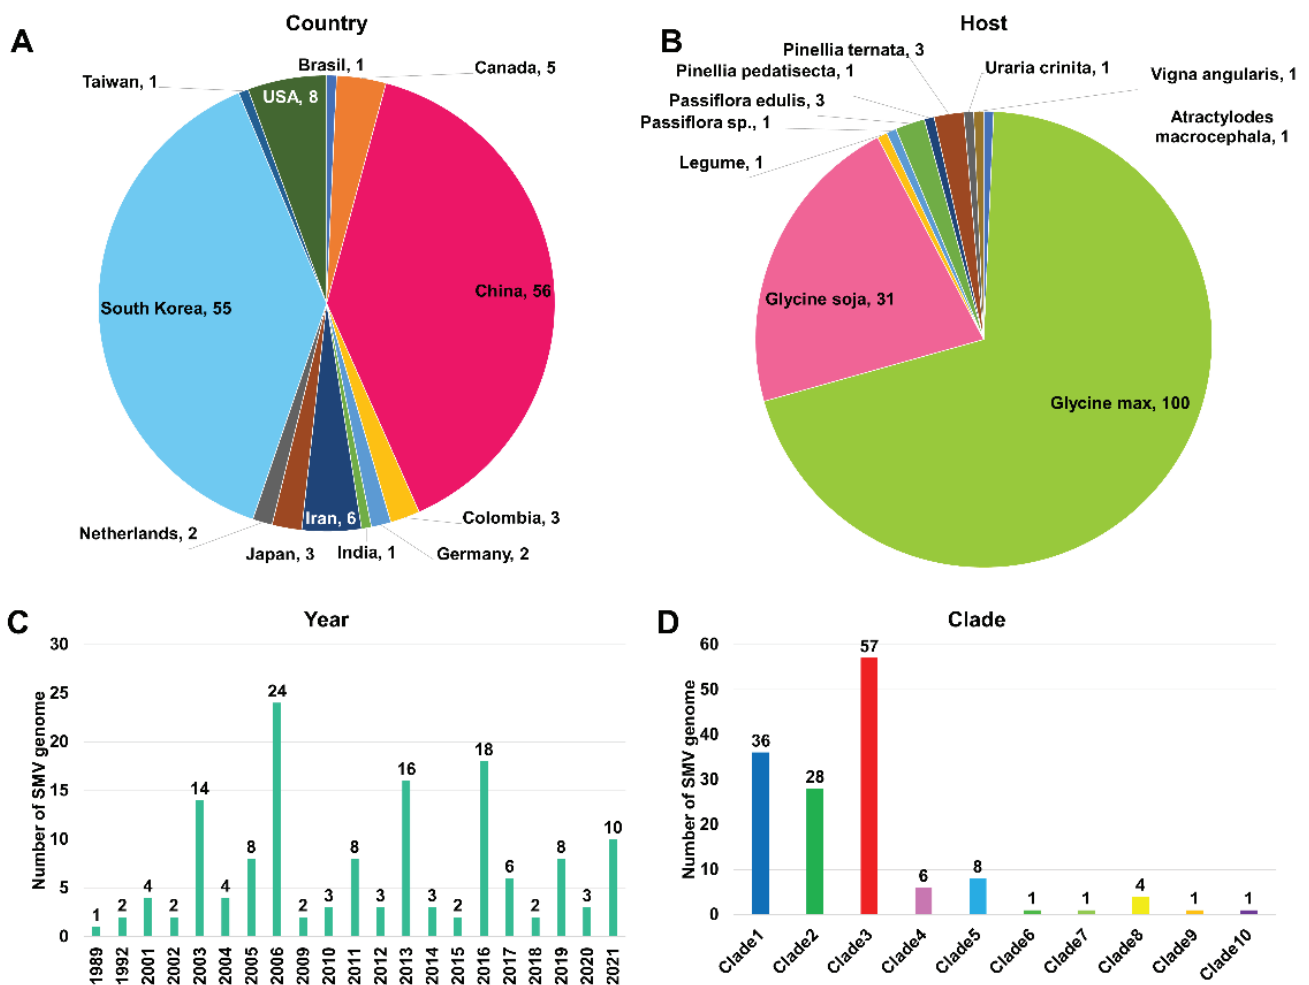 A
Country
Brasil, 1
Canada, 5
Taiwan, 1
USA, 8
China, 56
South Korea, 55
Colombia, 3
Iran, 6
Netherlands, 2
Japan, 3
India, 1
Germany, 2
B
Host
Pinellia ternata, 3
Uraria crinita, 1
Pinellia pedatisecta, 1
Vigna angularis, 1
Passiflora edulis, 3
Atractylodes
macrocephala, 1
Passiflora sp., 1
Legume, 1
Glycine soja, 31
Glycine max, 100
C
Year
Number of SMV genome
30
25
20
15
10
5
0
1
2
4
2
14
4
8
24
2
3
8
3
16
3
2
18
6
2
8
3
10
1989
1992
2001
2002
2003
2004
2005
2006
2009
2010
2011
2012
2013
2014
2015
2016
2017
2018
2019
2020
2021
D
Clade
Number of SMV genome
60
50
40
30
20
10
0
36
28
57
6
8
1
1
4
1
1
Clade1
Clade2
Clade3
Clade4
Clade5
Clade6
Clade7
Clade8
Clade9
Clade10